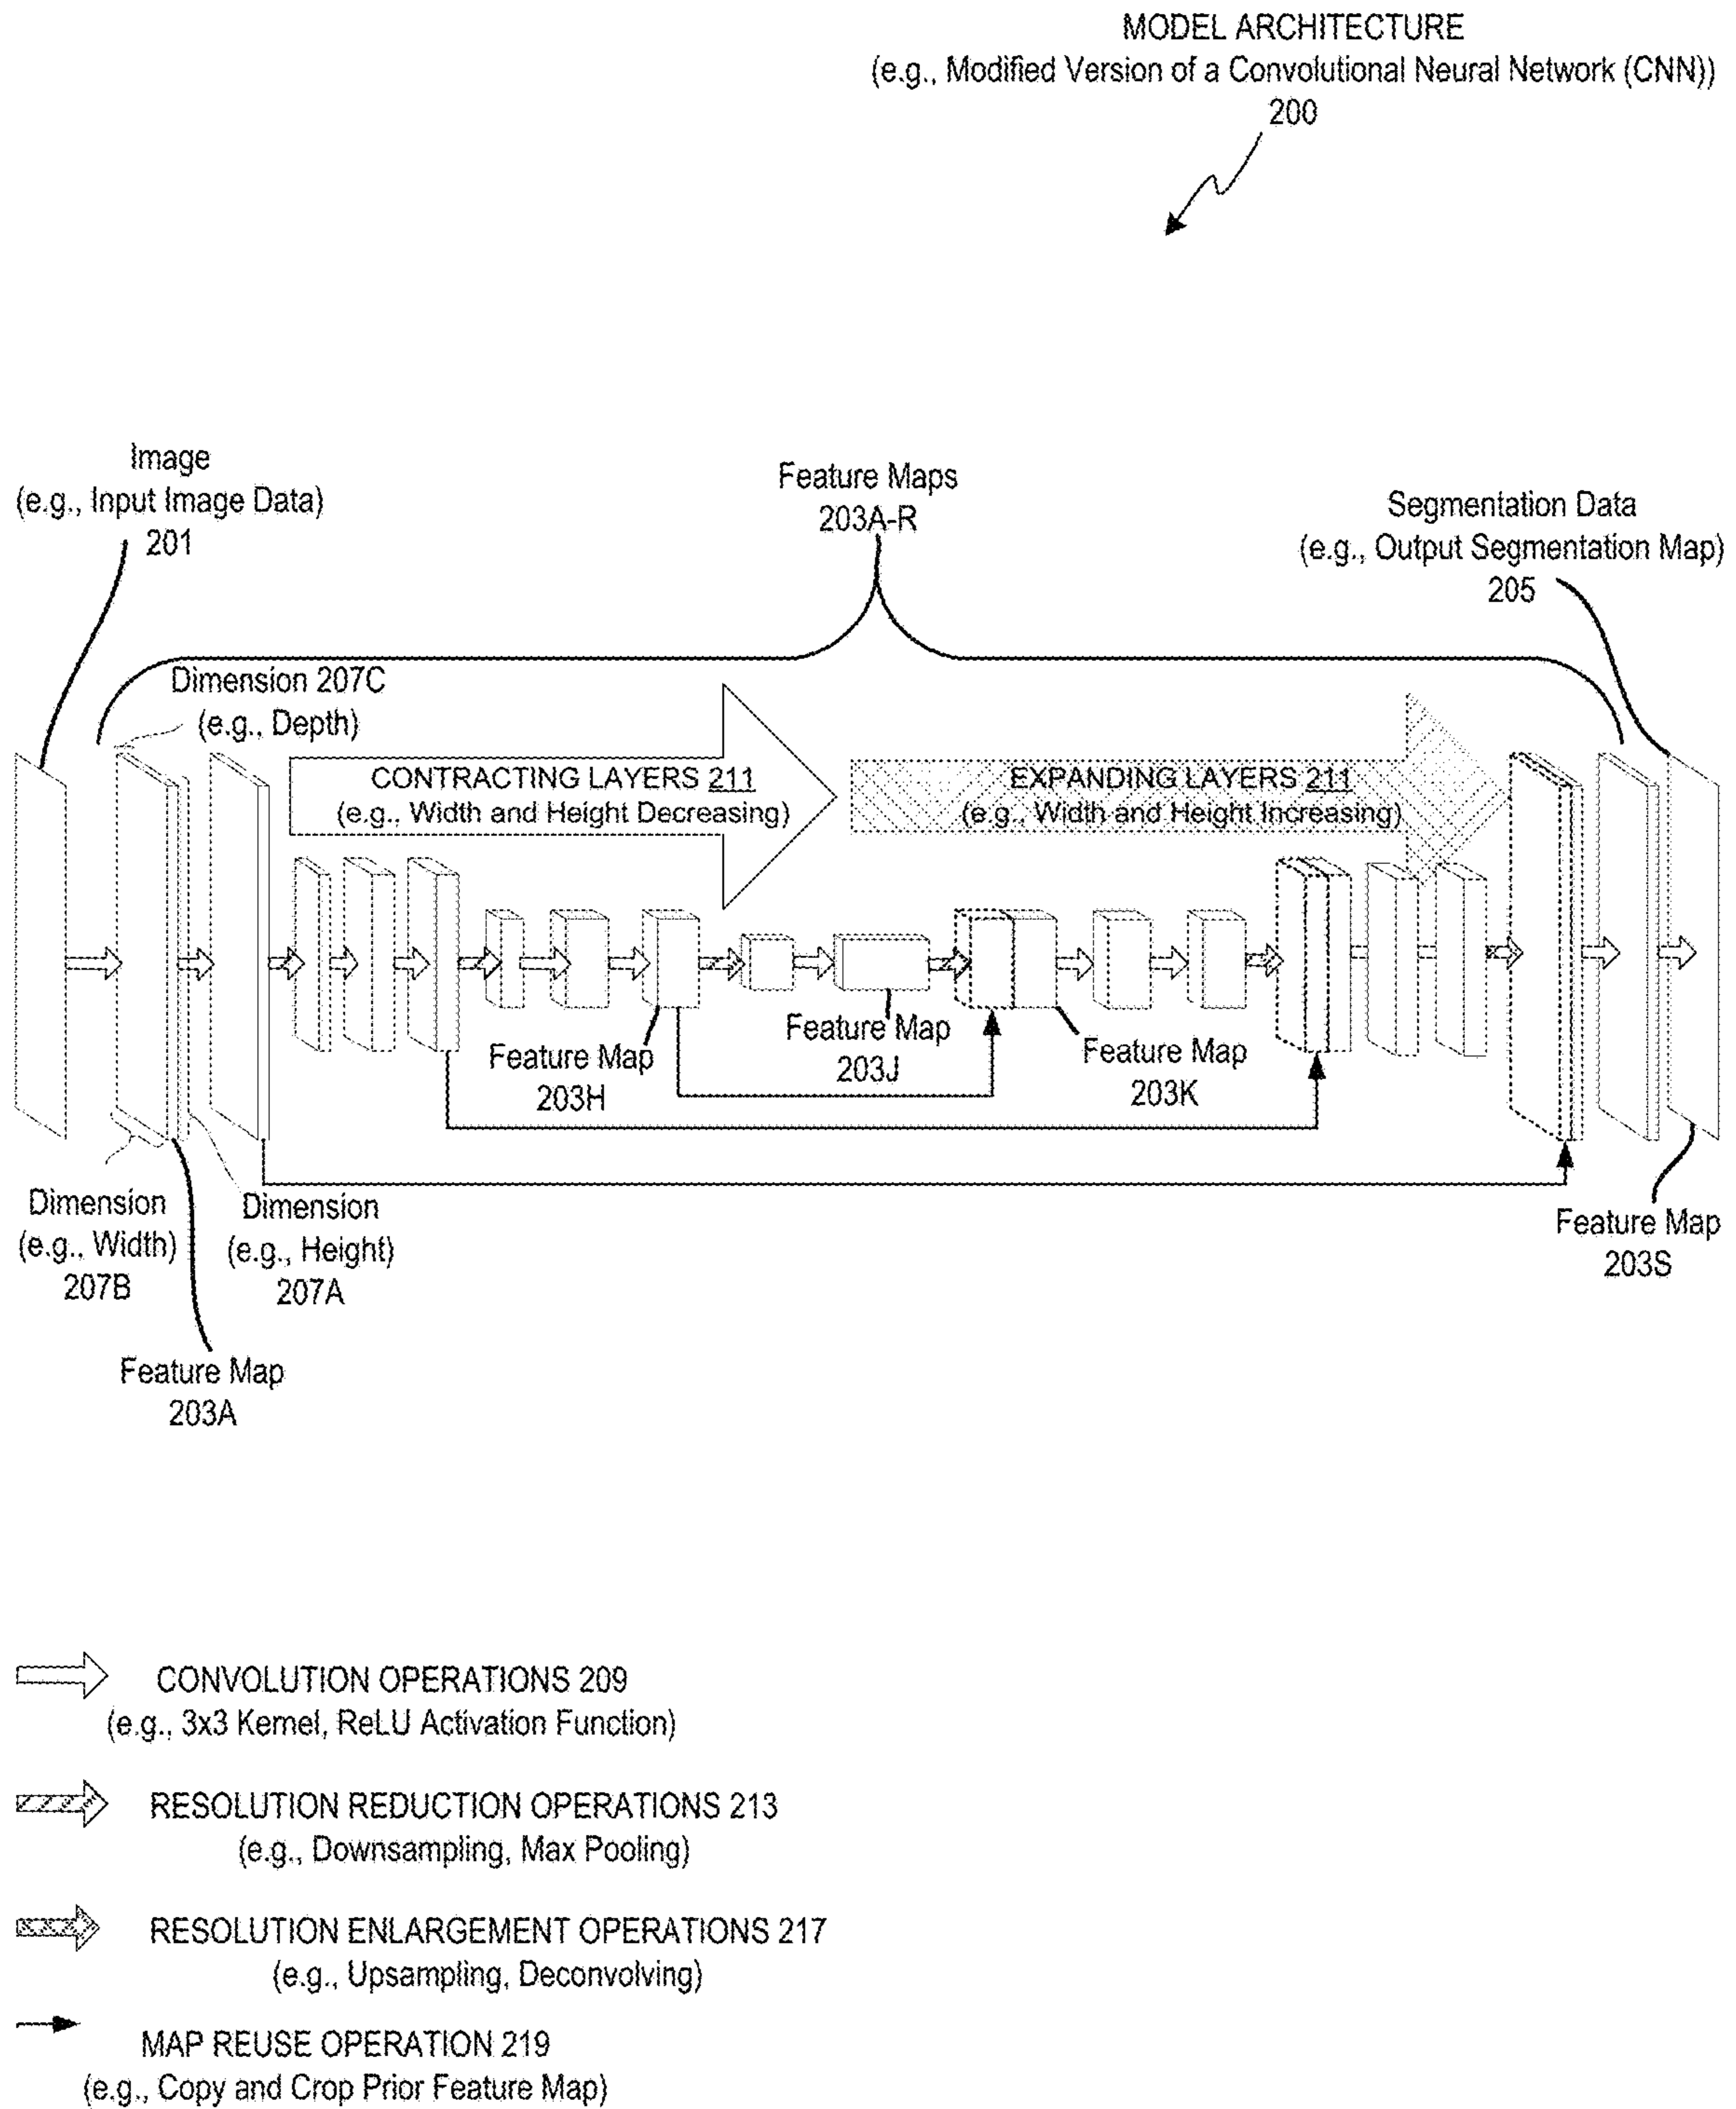 MODEL ARCHITECTURE
(e.g., Modified Version of a Convolutional Neural Network (CNN))
200
Image
(e.g., Input Image Data)
201
Feature Maps
203A-R
Segmentation Data
(e.g., Output Segmentation Map)
205
Dimension 207C
(e.g., Depth)
CONTRACTING LAYERS 211
(e.g., Width and Height Decreasing)
EXPANDING LAYERS 211
(e.g., Width and Height Increasing)
Feature Map
203H
Feature Map
203J
Feature Map
203K
Dimension
(e.g., Width)
207B
Dimension
(e.g., Height)
207A
Feature Map
203S
Feature Map
203A
CONVOLUTION OPERATIONS 209
(e.g., 3x3 Kernel, ReLU Activation Function)
RESOLUTION REDUCTION OPERATIONS 213
(e.g., Downsampling, Max Pooling)
RESOLUTION ENLARGEMENT OPERATIONS 217
(e.g., Upsampling, Deconvolving)
MAP REUSE OPERATION 219
(e.g., Copy and Crop Prior Feature Map)